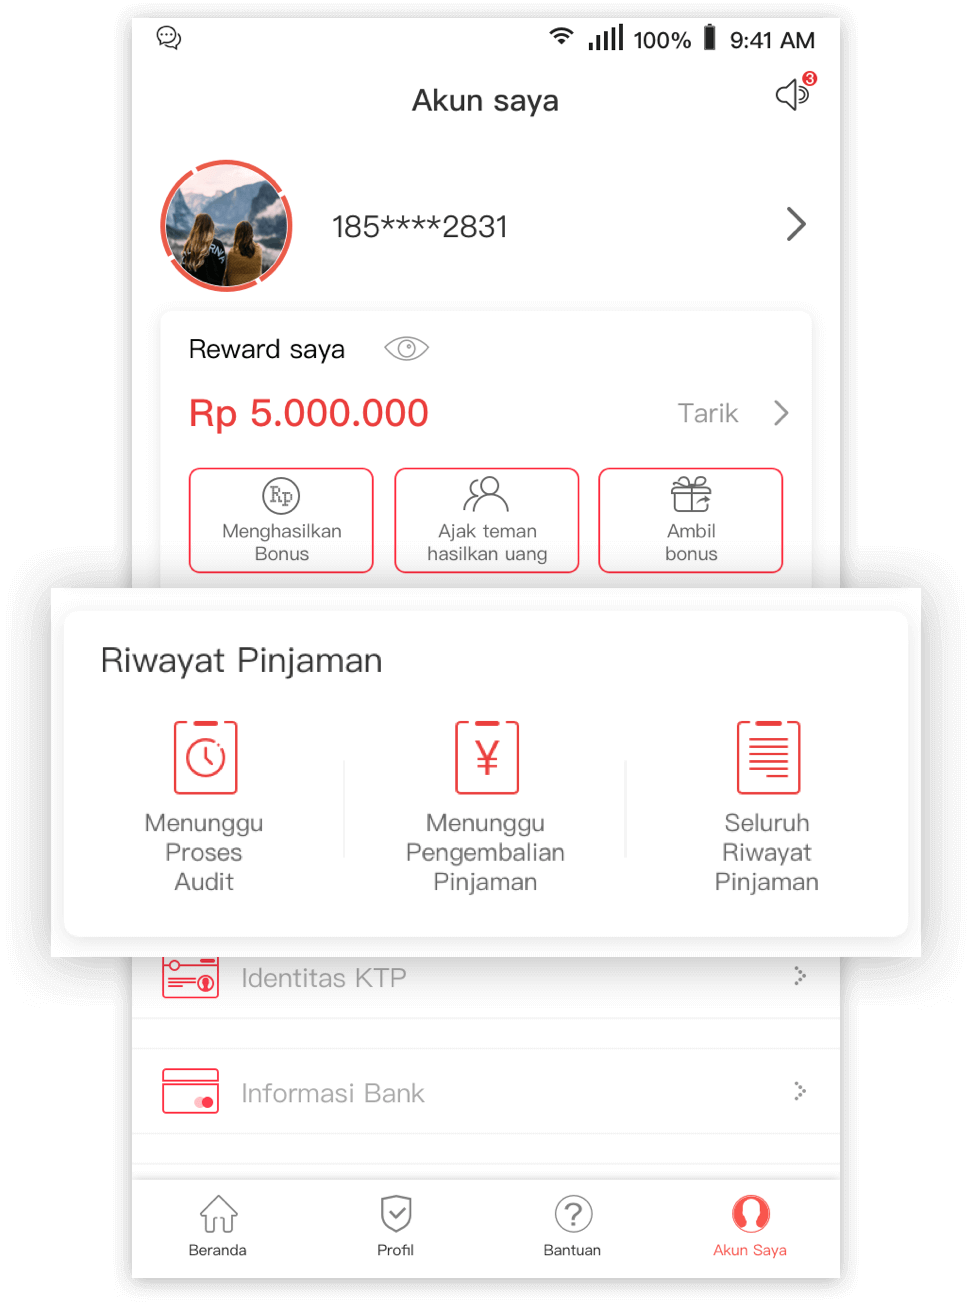 100% 9:41 AM
Akun saya
3
185****2831
Reward saya
Rp 5.000.000
Tarik
Rp
Menghasilkan
Bonus
Ajak teman
hasilkan uang
Ambil
bonus
Riwayat Pinjaman
¥
Menunggu
Proses
Audit
Menunggu
Pengembalian
Pinjaman
Seluruh
Riwayat
Pinjaman
Identitas KTP
Informasi Bank
?
Beranda
Profil
Bantuan
Akun Saya